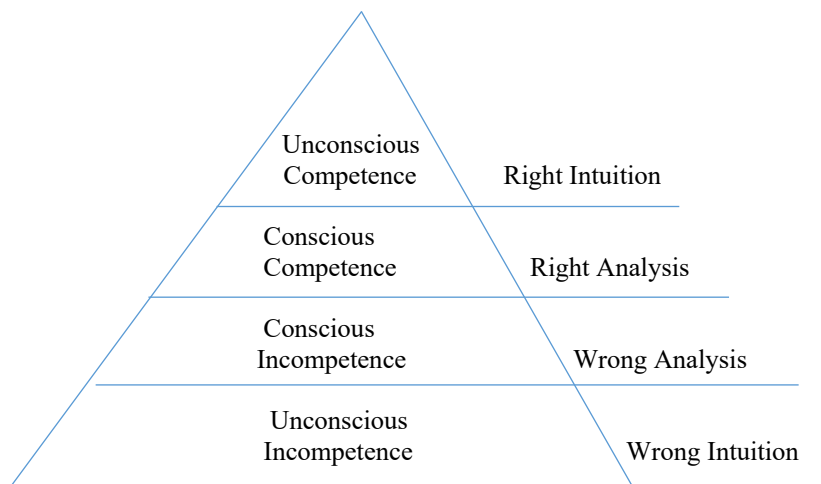 Unconscious
Competence
Right Intuition
Conscious
Competence
Right Analysis
Conscious
Incompetence
Wrong Analysis
Unconscious
Incompetence
Wrong Intuition